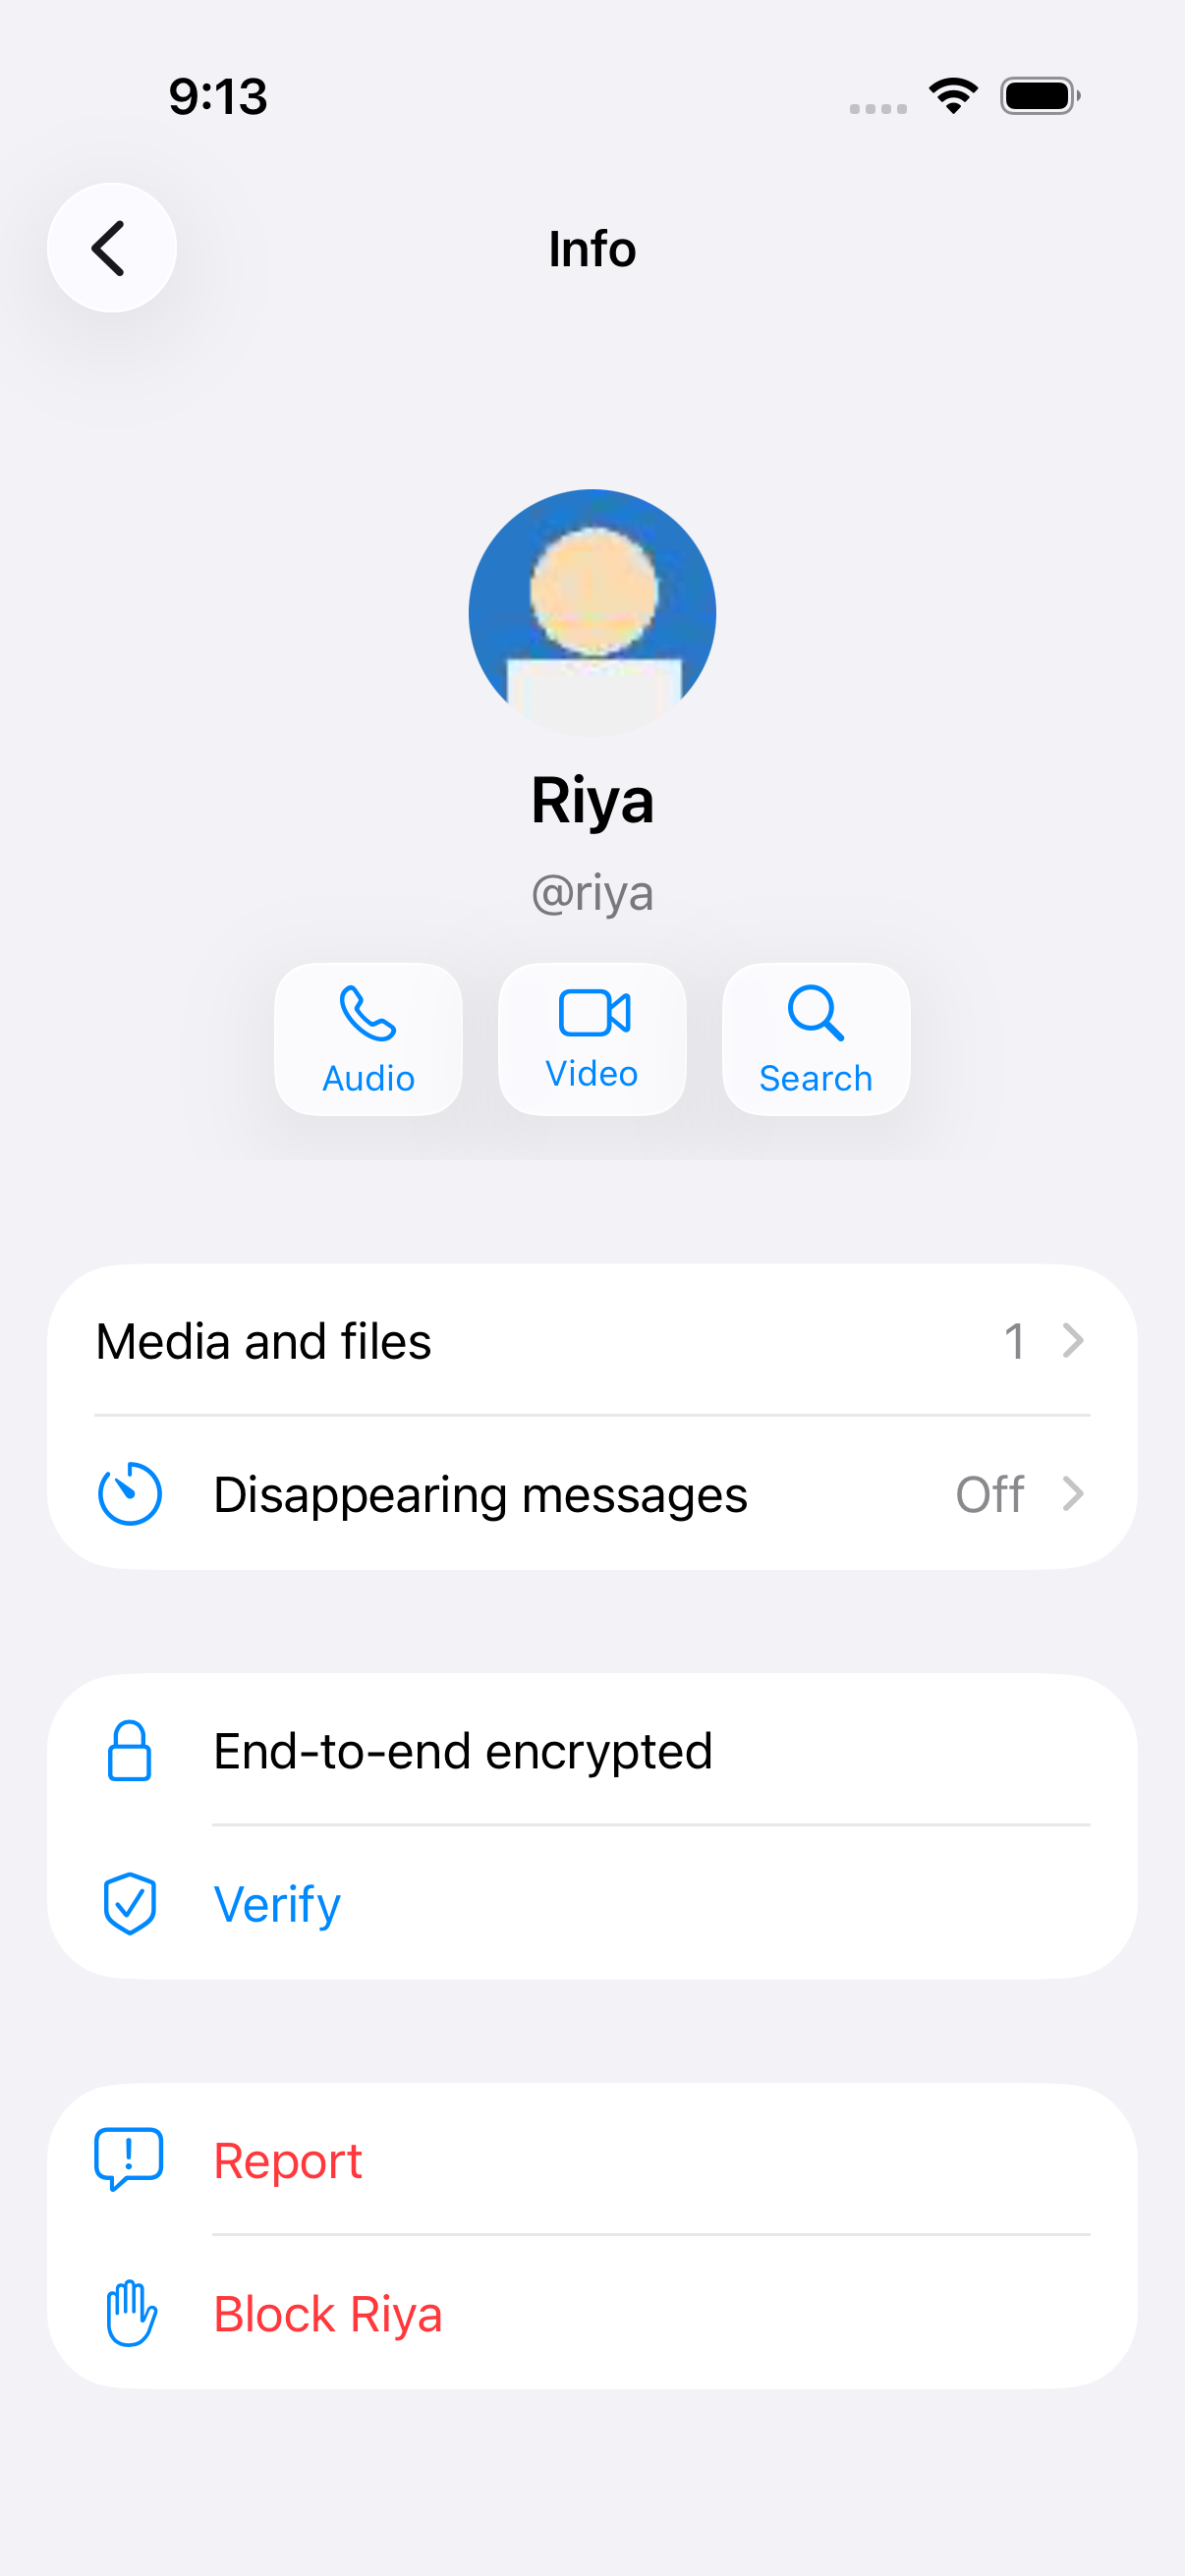 9:13
Info
Riya
@riya
Audio
Video
Search
Media and files 1
Disappearing messages Off
End-to-end encrypted
Verify
Report
Block Riya